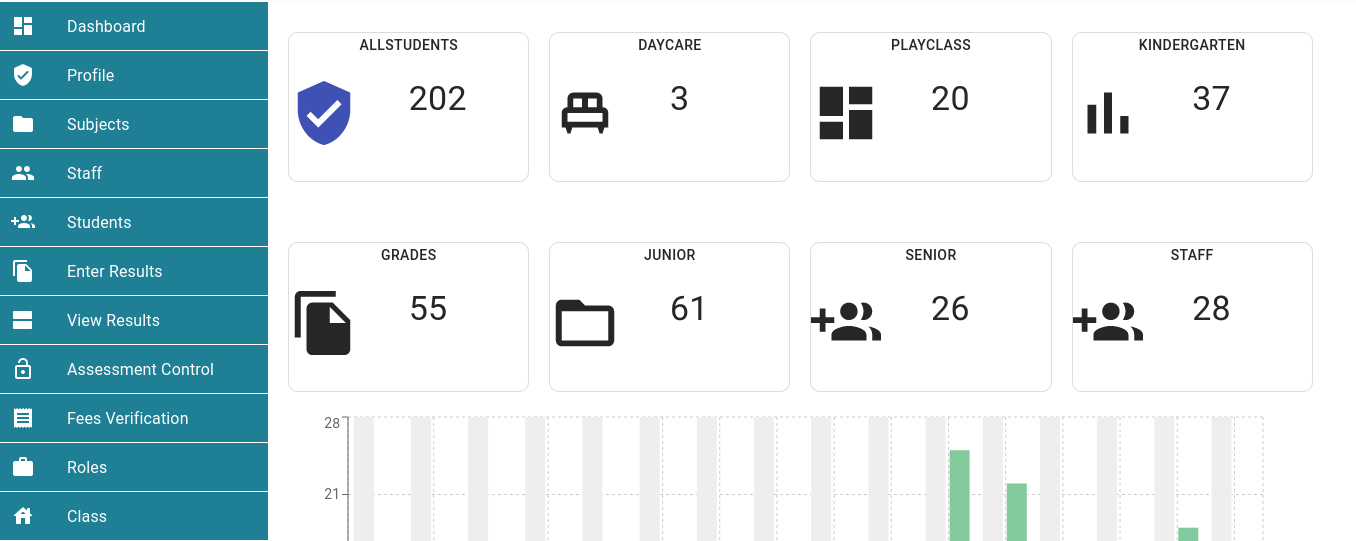 Dashboard
Profile
Subjects
Staff
Students
Enter Results
View Results
Assessment Control
Fees Verification
Roles
Class
ALLSTUDENTS
202
DAYCARE
3
PLAYCLASS
20
KINDERGARTEN
37
GRADES
55
JUNIOR
61
SENIOR
26
STAFF
28
28
21